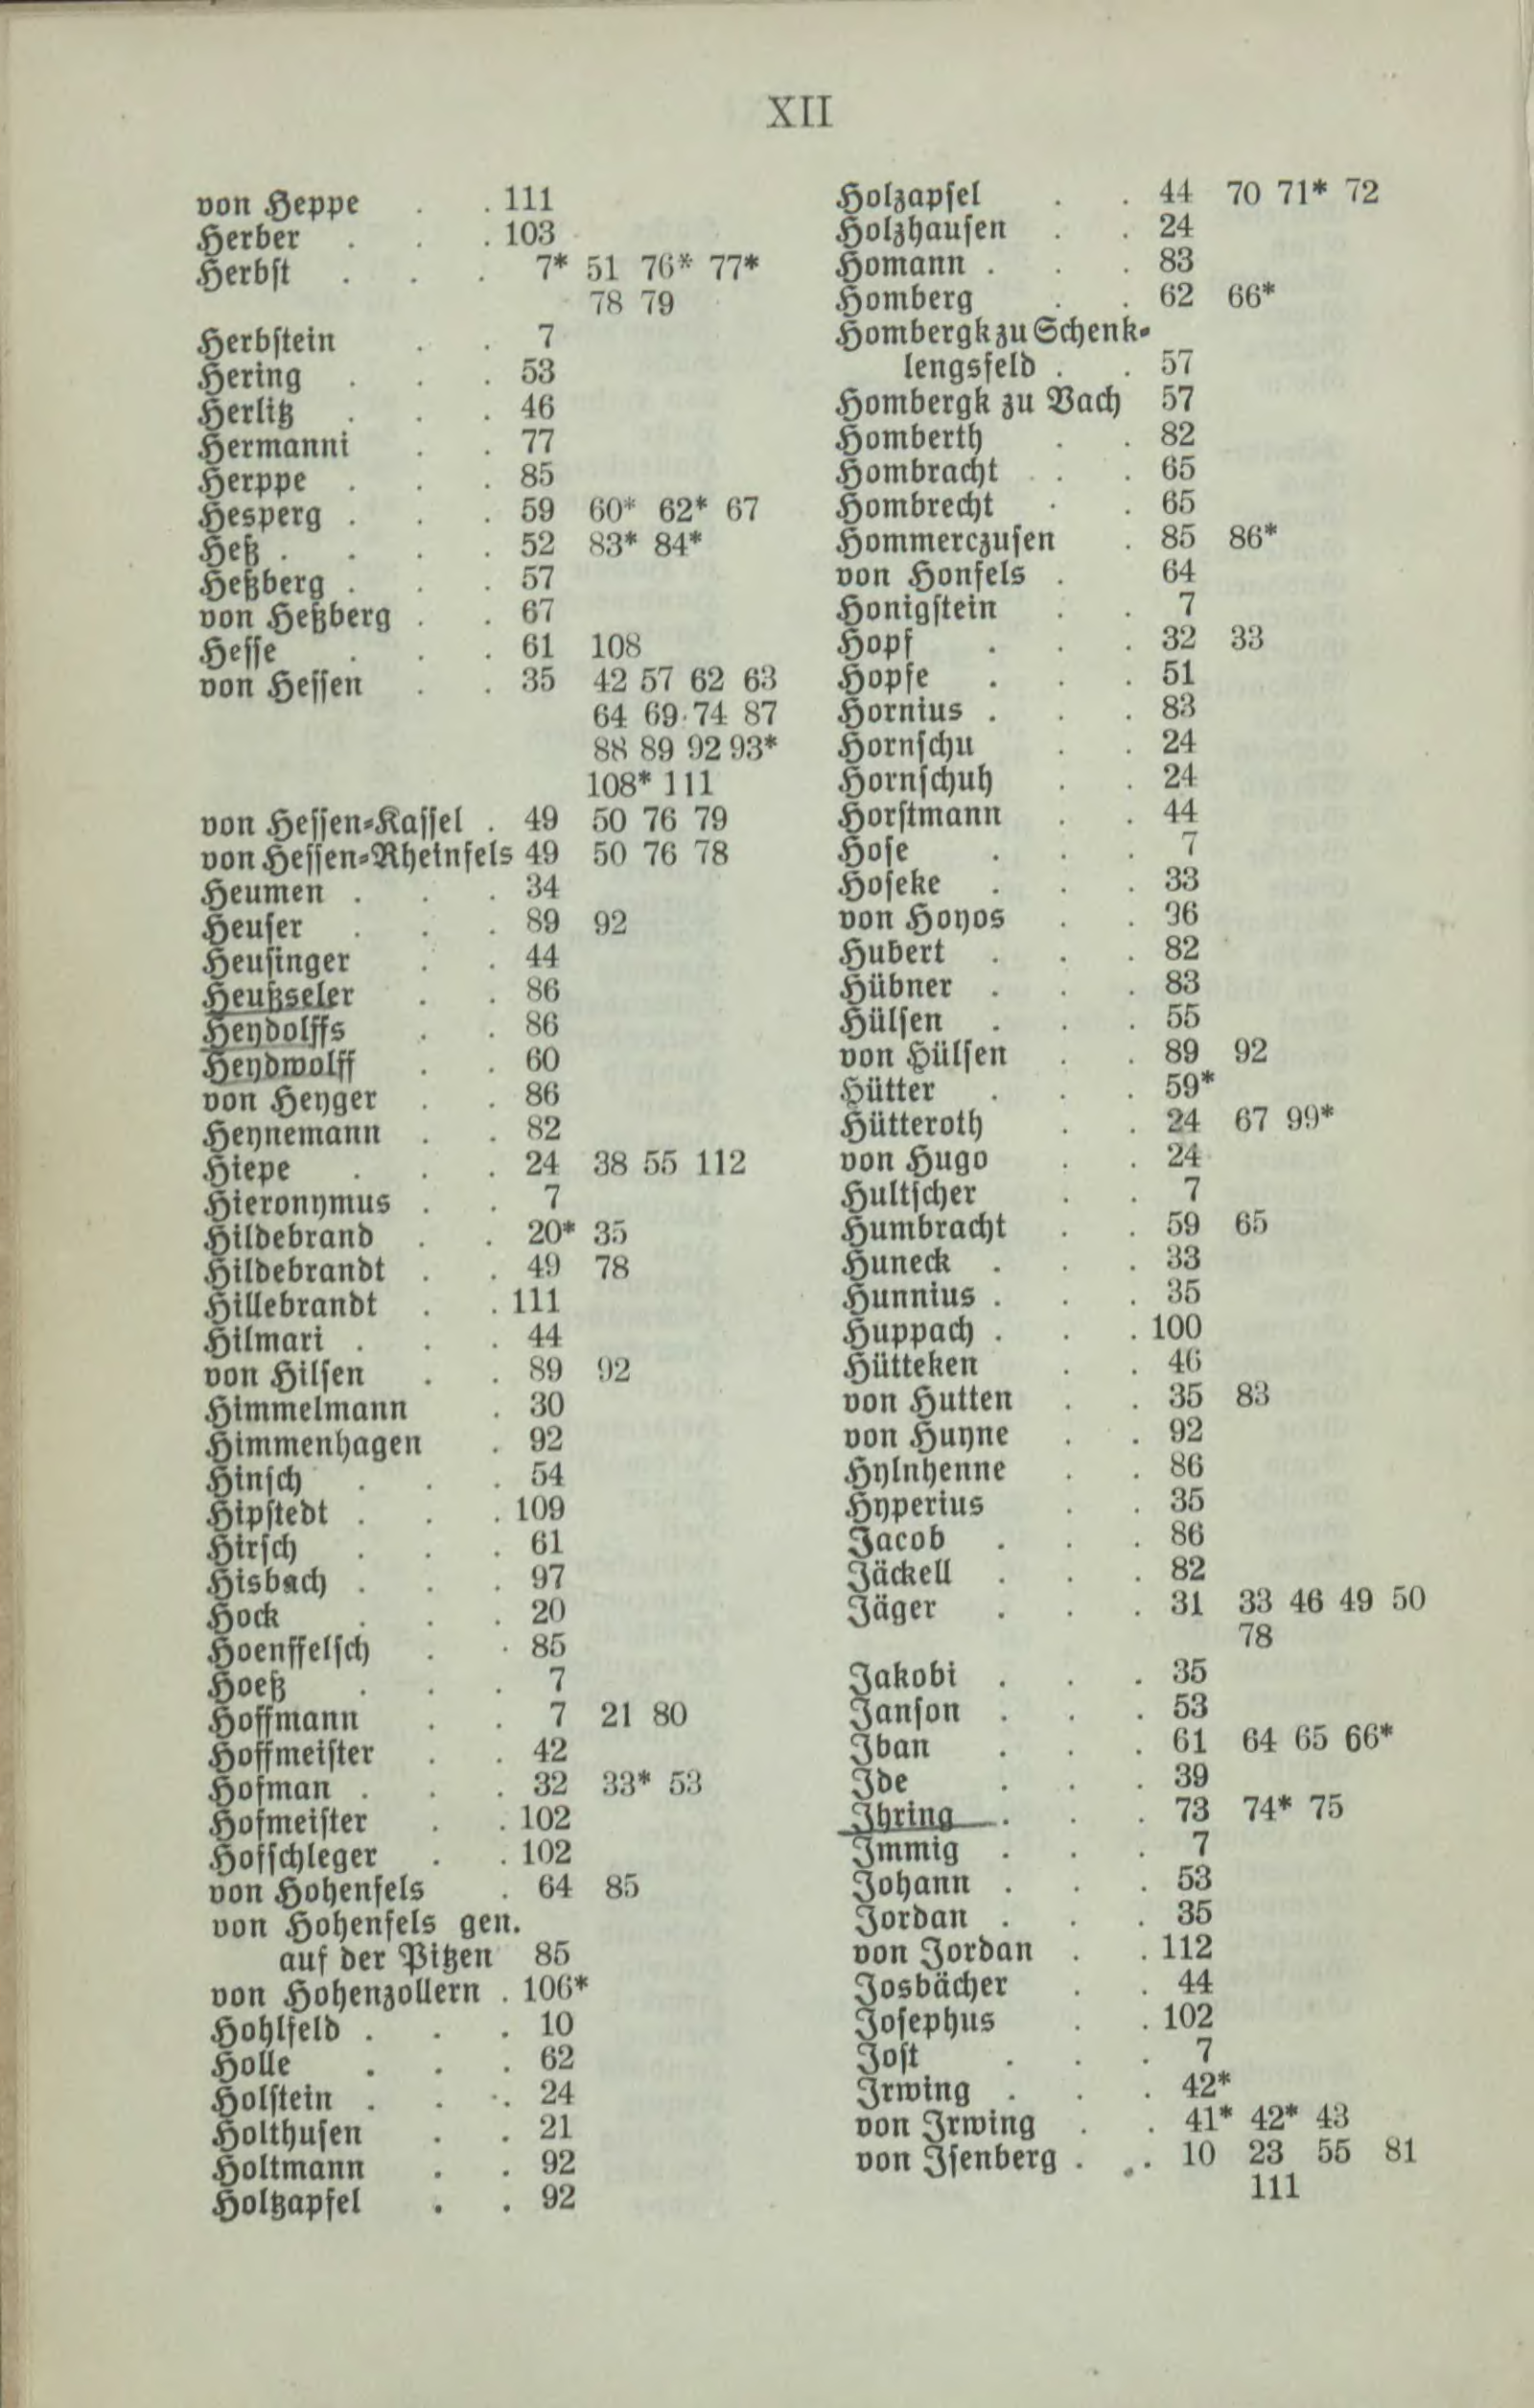 XII
von Heppe . . 111
Herber . . . 103
Herbst . . . 7* 51 76* 77*
78 79
Herbstein . . 7
Hering . . . 53
Herlitz . . . 46
Hermanni . . 77
Herppe . . . 85
Hesperg . . . 59 60* 62* 67
Heß . . . . 52 83* 84*
Heßberg . . . 57
von Heßberg . . 67
Hesse . . . 61 108
von Hessen . . 35 42 57 62 63
64 69 74 87
88 89 92 93*
108* 111
von Hessen-Kassel . 49 50 76 79
von Hessen-Rheinfels 49 50 76 78
Heumen . . . 34
Heuser . . . 89 92
Heusinger . . 44
Heußseler . . 86
Heydolffs . . 86
Heydwolff . . 60
von Heyger . . 86
Heynemann . . 82
Hiepe . . . 24 38 55 112
Hieronymus . . 7
Hildebrand . . 20* 35
Hildebrandt . . 49 78
Hillebrandt . . 111
Hilmari . . . 44
von Hilsen . . 89 92
Himmelmann . 30
Himmenhagen . 92
Hinsch . . . 54
Hipstedt . . . 109
Hirsch . . . 61
Hisbach . . . 97
Hock . . . 20
Hoenffelsch . . 85
Hoeß . . . 7
Hoffmann . . 7 21 80
Hoffmeister . . 42
Hofman . . . 32 33* 53
Hofmeister . . 102
Hofschleger . . 102
von Hohenfels . 64 85
von Hohenfels gen.
auf der Pitzen 85
von Hohenzollern . 106*
Hohlfeld . . . 10
Holle . . . 62
Holstein . . . 24
Holthusen . . 21
Holtmann . . 92
Holtzapfel . . 92
Holzapfel . . 44 70 71* 72
Holzhausen . . 24
Homann . . . 83
Homberg . . 62 66*
Hombergk zu Schenk-
lengsfeld . . 57
Hombergk zu Vach 57
Homberth . . 82
Hombracht . . 65
Hombrecht . . 65
Hommerczusen . 85 86*
von Honfels . 64
Honigstein . . 7
Hopf . . . 32 33
Hopfe . . . 51
Hornius . . . 83
Hornschu . . 24
Hornschuh . . 24
Horstmann . . 44
Hose . . . 7
Hoseke . . . 33
von Hoyos . . 96
Hubert . . . 82
Hübner . . . 83
Hülsen . . . 55
von Hülsen . . 89 92
Hütter . . . 59*
Hütteroth . . 24 67 99*
von Hugo . . 24
Hultscher . . 7
Humbracht . . 59 65
Huneck . . . 33
Hunnius . . . 35
Huppach . . . 100
Hütteken . . 46
von Hutten . . 35 83
von Huyne . . 92
Hylnhenne . . 86
Hyperius . . 35
Jacob . . . 86
Jäckell . . . 82
Jäger . . . 31 33 46 49 50
78
Jakobi . . . 35
Janson . . . 53
Iban . . . 61 64 65 66*
Ide . . . 39
Ihring . . . 73 74* 75
Immig . . . 7
Johann . . . 53
Jordan . . . 35
von Jordan . . 112
Josbächer . . 44
Josephus . . 102
Jost . . . 7
Irwing . . . 42*
von Irwing . . 41* 42* 43
von Isenberg . . . 10 23 55 81
111